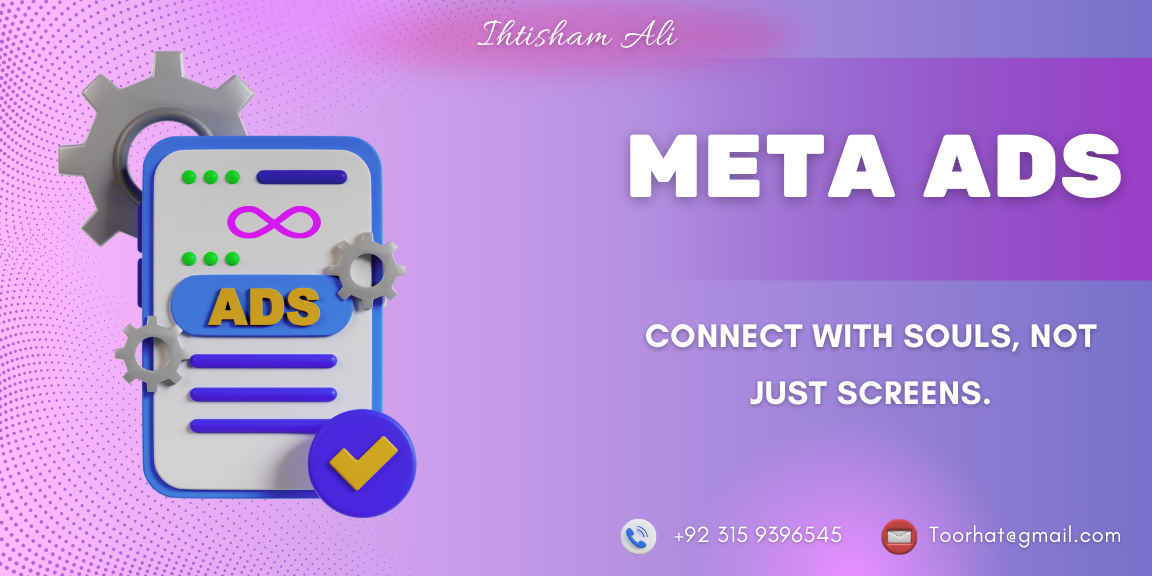 Ihtisham Ali
META ADS
ADS
CONNECT WITH SOULS, NOT
JUST SCREENS.
+92 315 9396545
Toorhat@gmail.com